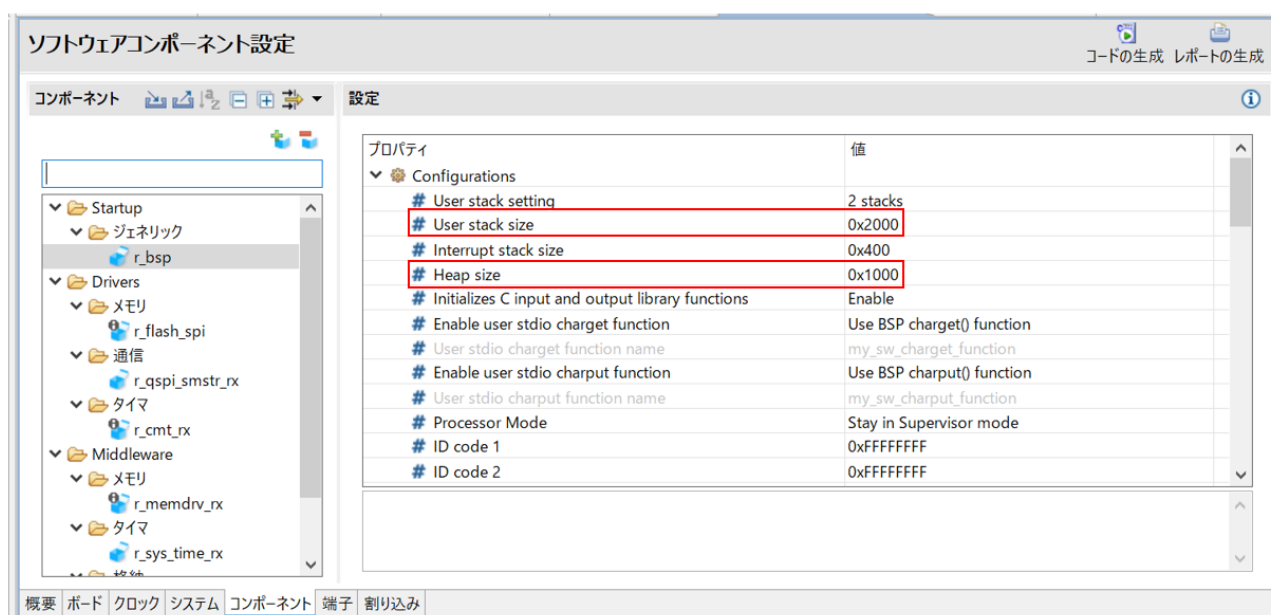 ソフトウェアコンポーネント設定
コードの生成 レポートの生成
コンポーネント
設定
プロパティ 値
Configurations
# User stack setting 2 stacks
# User stack size 0x2000
# Interrupt stack size 0x400
# Heap size 0x1000
# Initializes C input and output library functions Enable
# Enable user stdio charget function Use BSP charget() function
# User stdio charget function name my_sw_charget_function
# Enable user stdio charput function Use BSP charput() function
# User stdio charput function name my_sw_charput_function
# Processor Mode Stay in Supervisor mode
# ID code 1 0xFFFFFFFF
# ID code 2 0xFFFFFFFF
Startup
ジェネリック
r_bsp
Drivers
メモリ
r_flash_spi
通信
r_qspi_smstr_rx
タイマ
r_cmt_rx
Middleware
メモリ
r_memdrv_rx
タイマ
r_sys_time_rx
概要 ボード クロック システム コンポーネント 端子 割り込み